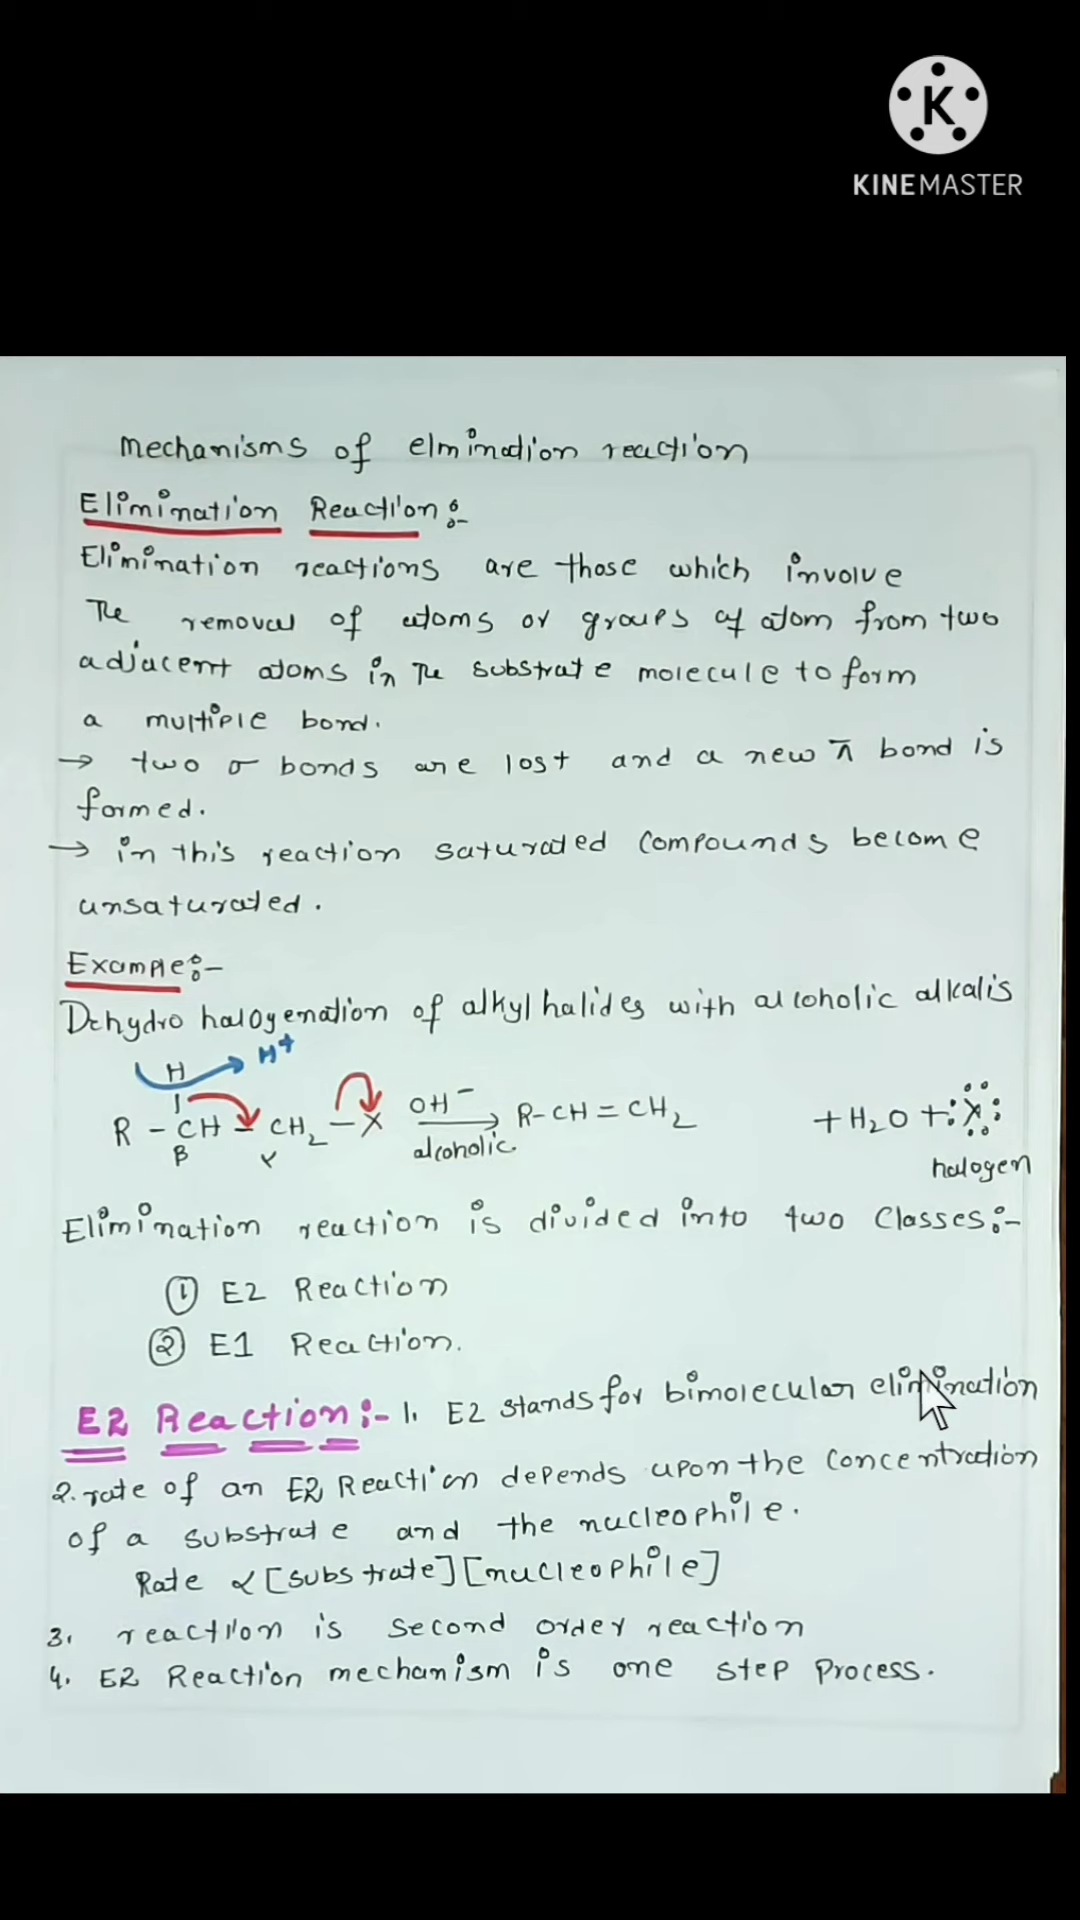 K
KINEMASTER
mechanisms of elmination reaction
Elimination Reaction:-
Elimination reactions are those which involve
The removal of atoms or groups of atom from two
adjacent atoms in The substrate molecule to form
a multiple bond.
→ two σ bonds are lost and a new π bond is
formed.
→ in this reaction saturated compounds become
unsaturated.
Example:-
Dehydro halogenation of alkyl halides with alcoholic alkalis
H → H+
R - CH - CH2 - X OH- → R-CH=CH2 + H2O + :X:
β α alcoholic. halogen
Elimination reaction is divided into two classes:-
① E2 Reaction
② E1 Reaction.
E2 Reaction:- 1. E2 stands for bimolecular elimination
2. rate of an E2 Reaction depends upon the concentration
of a substrate and the nucleophile.
Rate ∝ [substrate][nucleophile]
3. reaction is second order reaction
4. E2 Reaction mechanism is one step process.